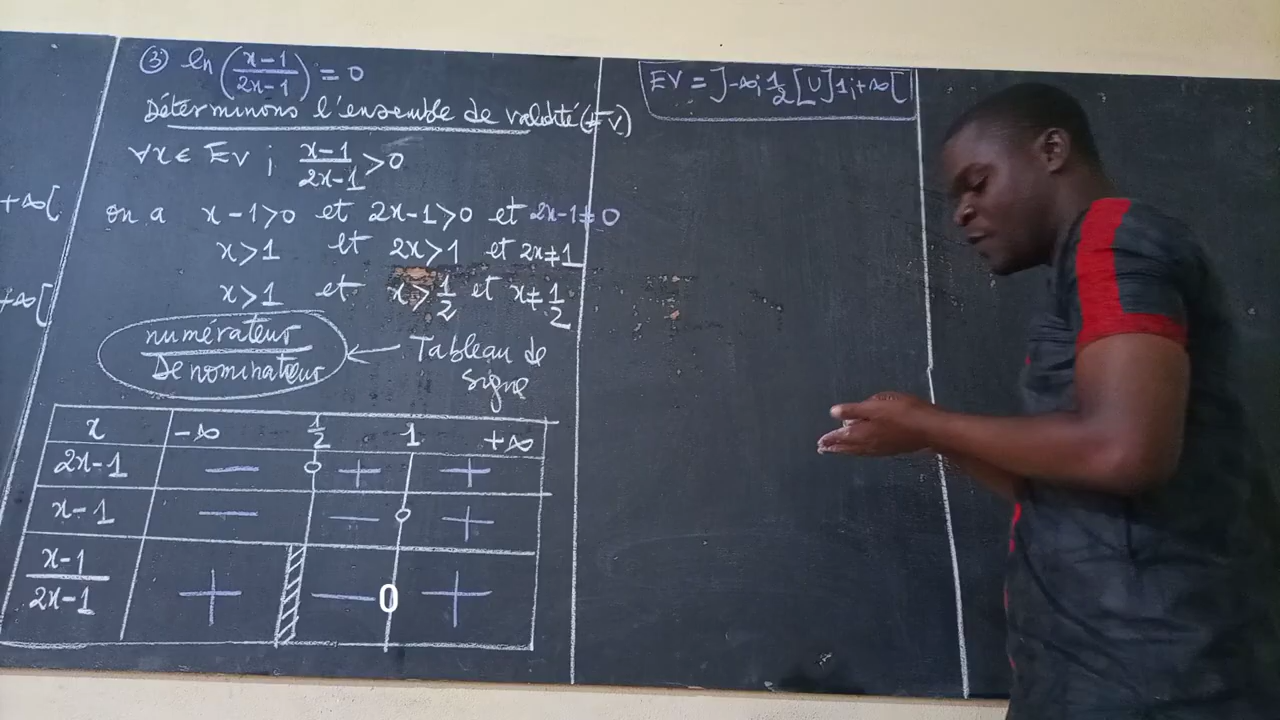 +∞[
+∞[
③ ln(x-1/2x-1) = 0
Déterminons l'ensemble de validité (EV)
∀x ∈ EV ; x-1/2x-1 > 0
on a x-1>0 et 2x-1>0 et 2x-1≠0
x>1 et 2x>1 et 2x≠1
x>1 et x>1/2 et x≠1/2
numérateur
Dénominateur
← Tableau de
signe
x -∞ 1/2 1 +∞
2x-1 — o + +
x-1 — — o +
x-1/2x-1 + — 0 +
EV = ]-∞; 1/2[ U ]1; +∞[